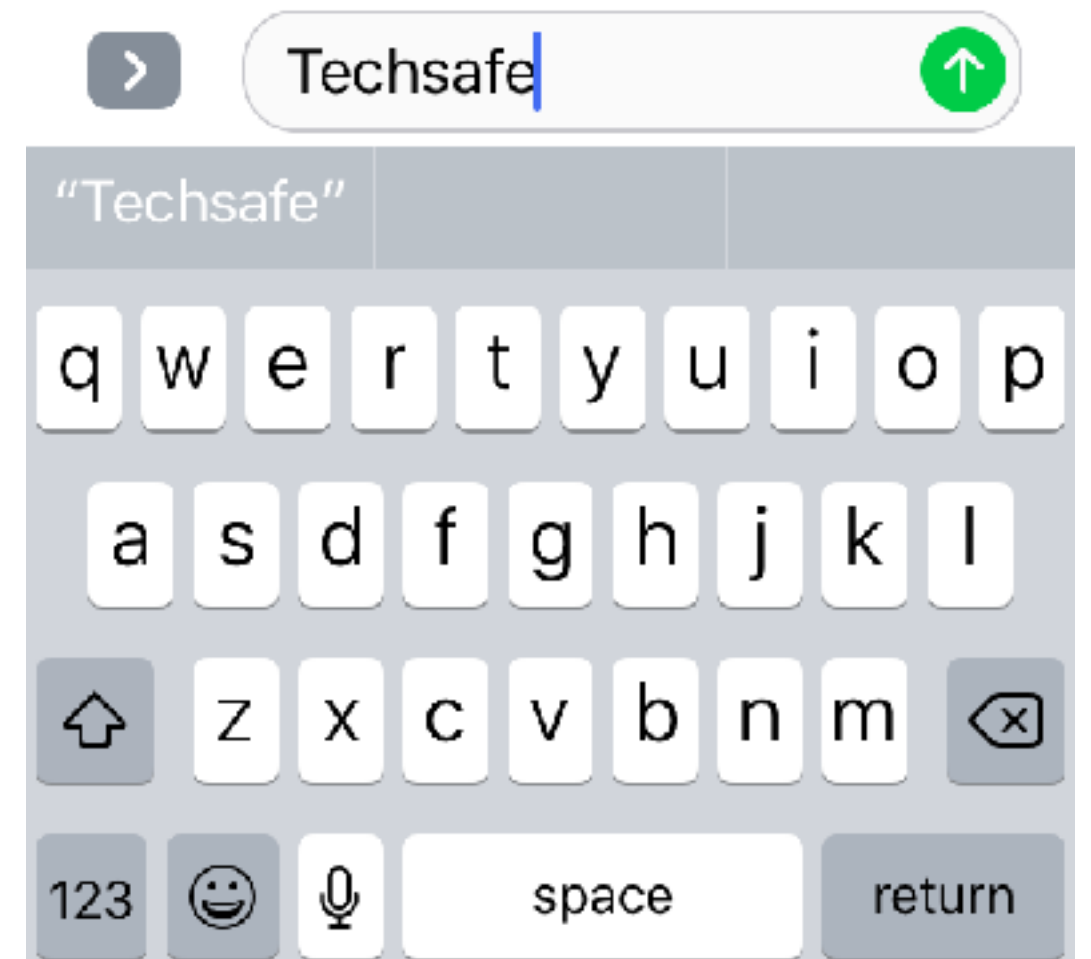 Techsafe
“Techsafe”
q w e r t y u i o p
a s d f g h j k l
z x c v b n m
123 space return